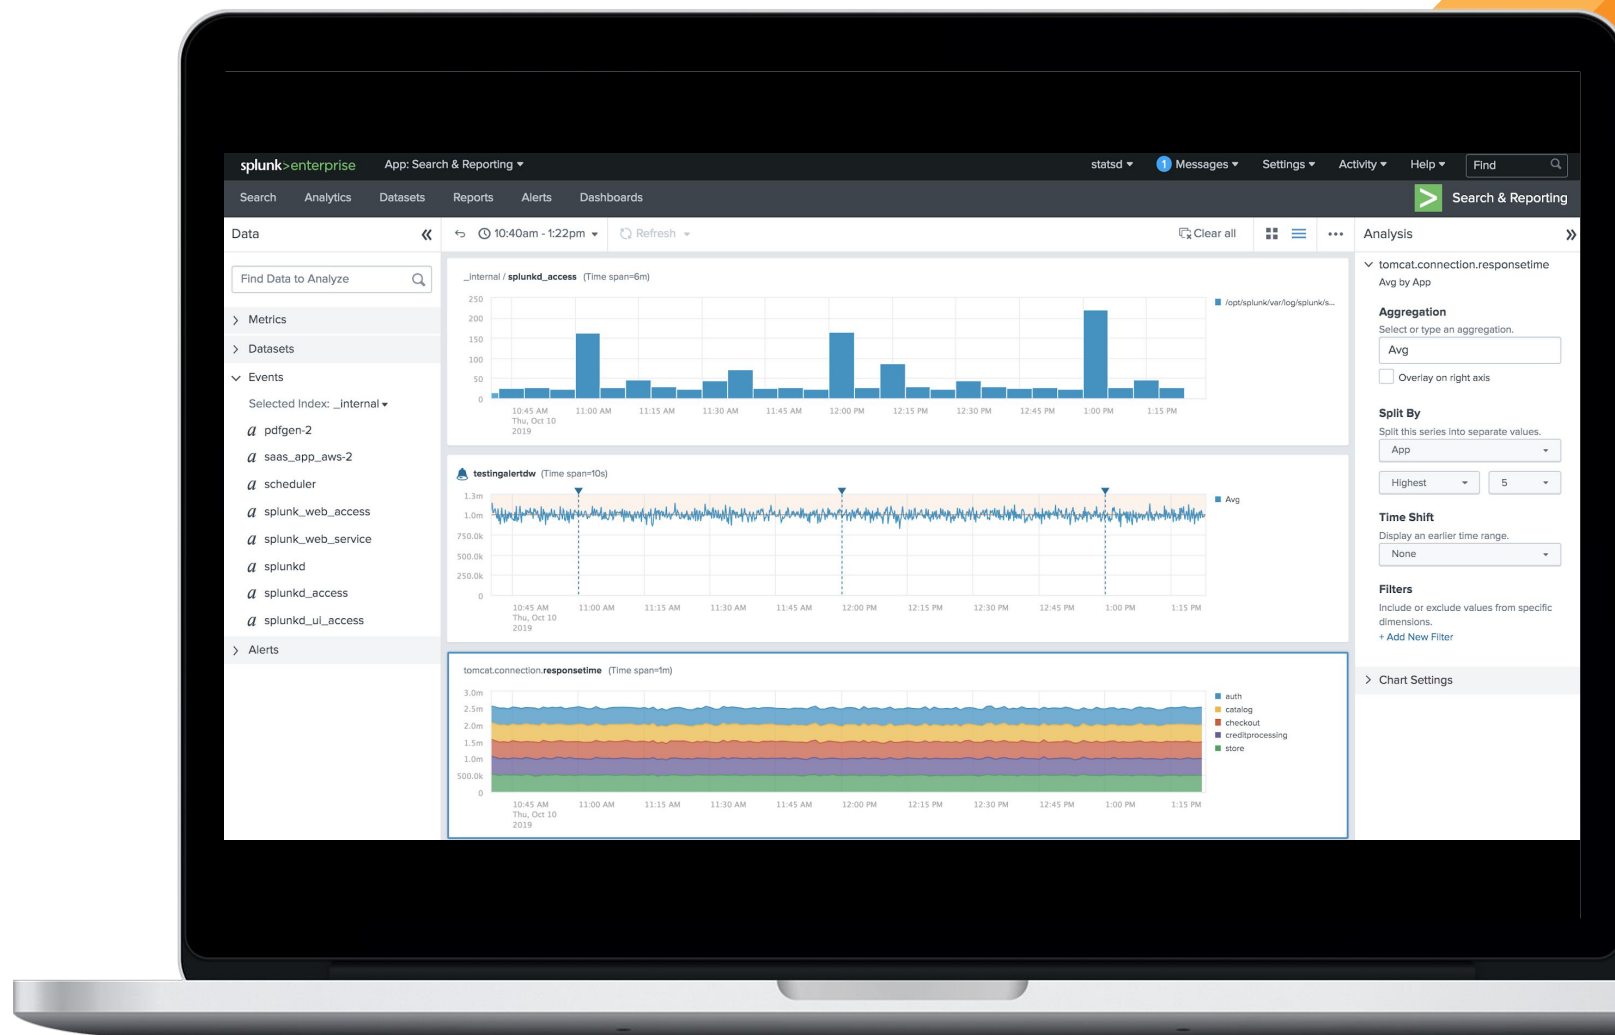 splunk>enterprise App: Search & Reporting statsd 1 Messages Settings Activity Help Find
Search Analytics Datasets Reports Alerts Dashboards Search & Reporting
Data
10:40am - 1:22pm Refresh Clear all
Analysis
Find Data to Analyze
Metrics
Datasets
Events
Selected Index: _internal
a pdfgen-2
a saas_app_aws-2
a scheduler
a splunk_web_access
a splunk_web_service
a splunkd
a splunkd_access
a splunkd_ui_access
Alerts
_internal / splunkd_access (Time span=6m)
250
200
150
100
50
0
10:45 AM 11:00 AM 11:15 AM 11:30 AM 11:45 AM 12:00 PM 12:15 PM 12:30 PM 12:45 PM 1:00 PM 1:15 PM
Thu, Oct 10
2019
/opt/splunk/var/log/splunk/s...
testingalertdw (Time span=10s)
1.3m
1.0m
750.0k
500.0k
250.0k
0
10:45 AM 11:00 AM 11:15 AM 11:30 AM 11:45 AM 12:00 PM 12:15 PM 12:30 PM 12:45 PM 1:00 PM 1:15 PM
Thu, Oct 10
2019
Avg
tomcat.connection.responsetime (Time span=1m)
3.0m
2.5m
2.0m
1.5m
1.0m
500.0k
0
10:45 AM 11:00 AM 11:15 AM 11:30 AM 11:45 AM 12:00 PM 12:15 PM 12:30 PM 12:45 PM 1:00 PM 1:15 PM
Thu, Oct 10
2019
auth
catalog
checkout
creditprocessing
store
tomcat.connection.responsetime
Avg by App
Aggregation
Select or type an aggregation.
Avg
Overlay on right axis
Split By
Split this series into separate values.
App
Highest 5
Time Shift
Display an earlier time range.
None
Filters
Include or exclude values from specific
dimensions.
+ Add New Filter
Chart Settings